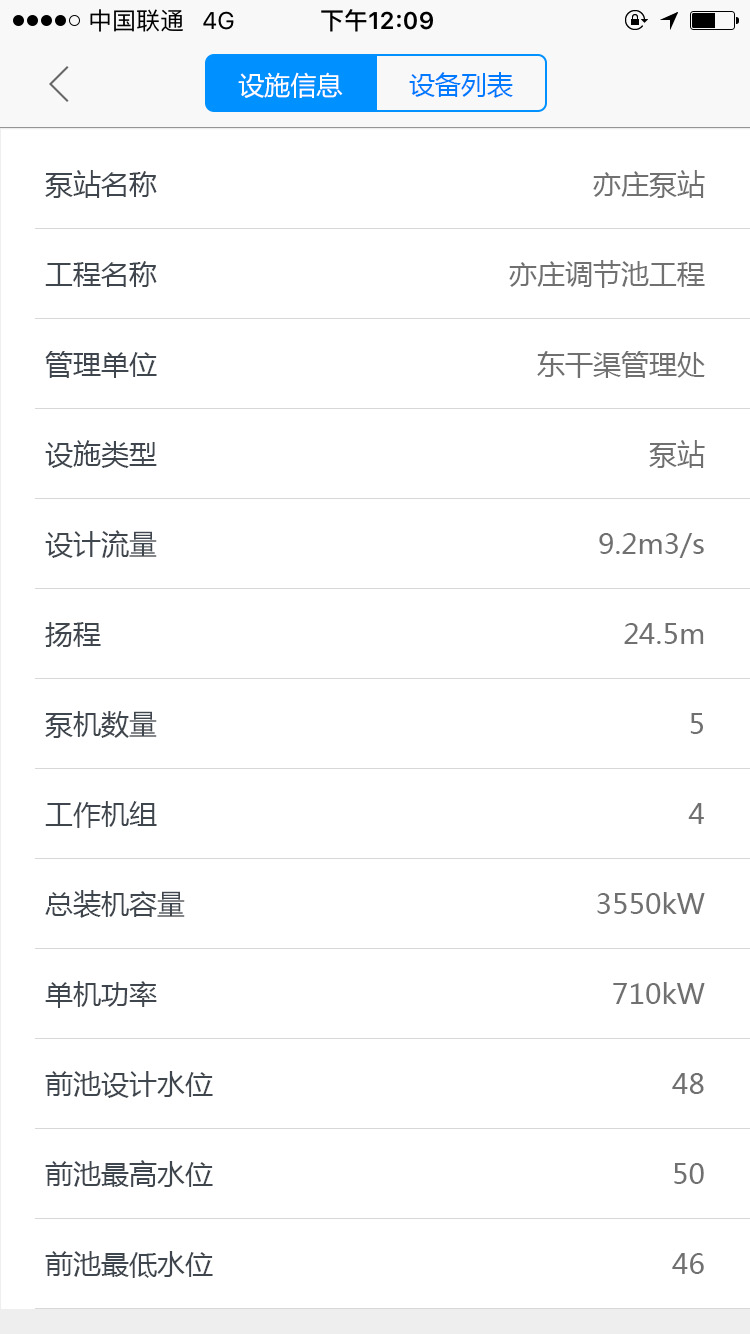 中国联通 4G 下午12:09
设施信息 设备列表
泵站名称 亦庄泵站
工程名称 亦庄调节池工程
管理单位 东干渠管理处
设施类型 泵站
设计流量 9.2m3/s
扬程 24.5m
泵机数量 5
工作机组 4
总装机容量 3550kW
单机功率 710kW
前池设计水位 48
前池最高水位 50
前池最低水位 46